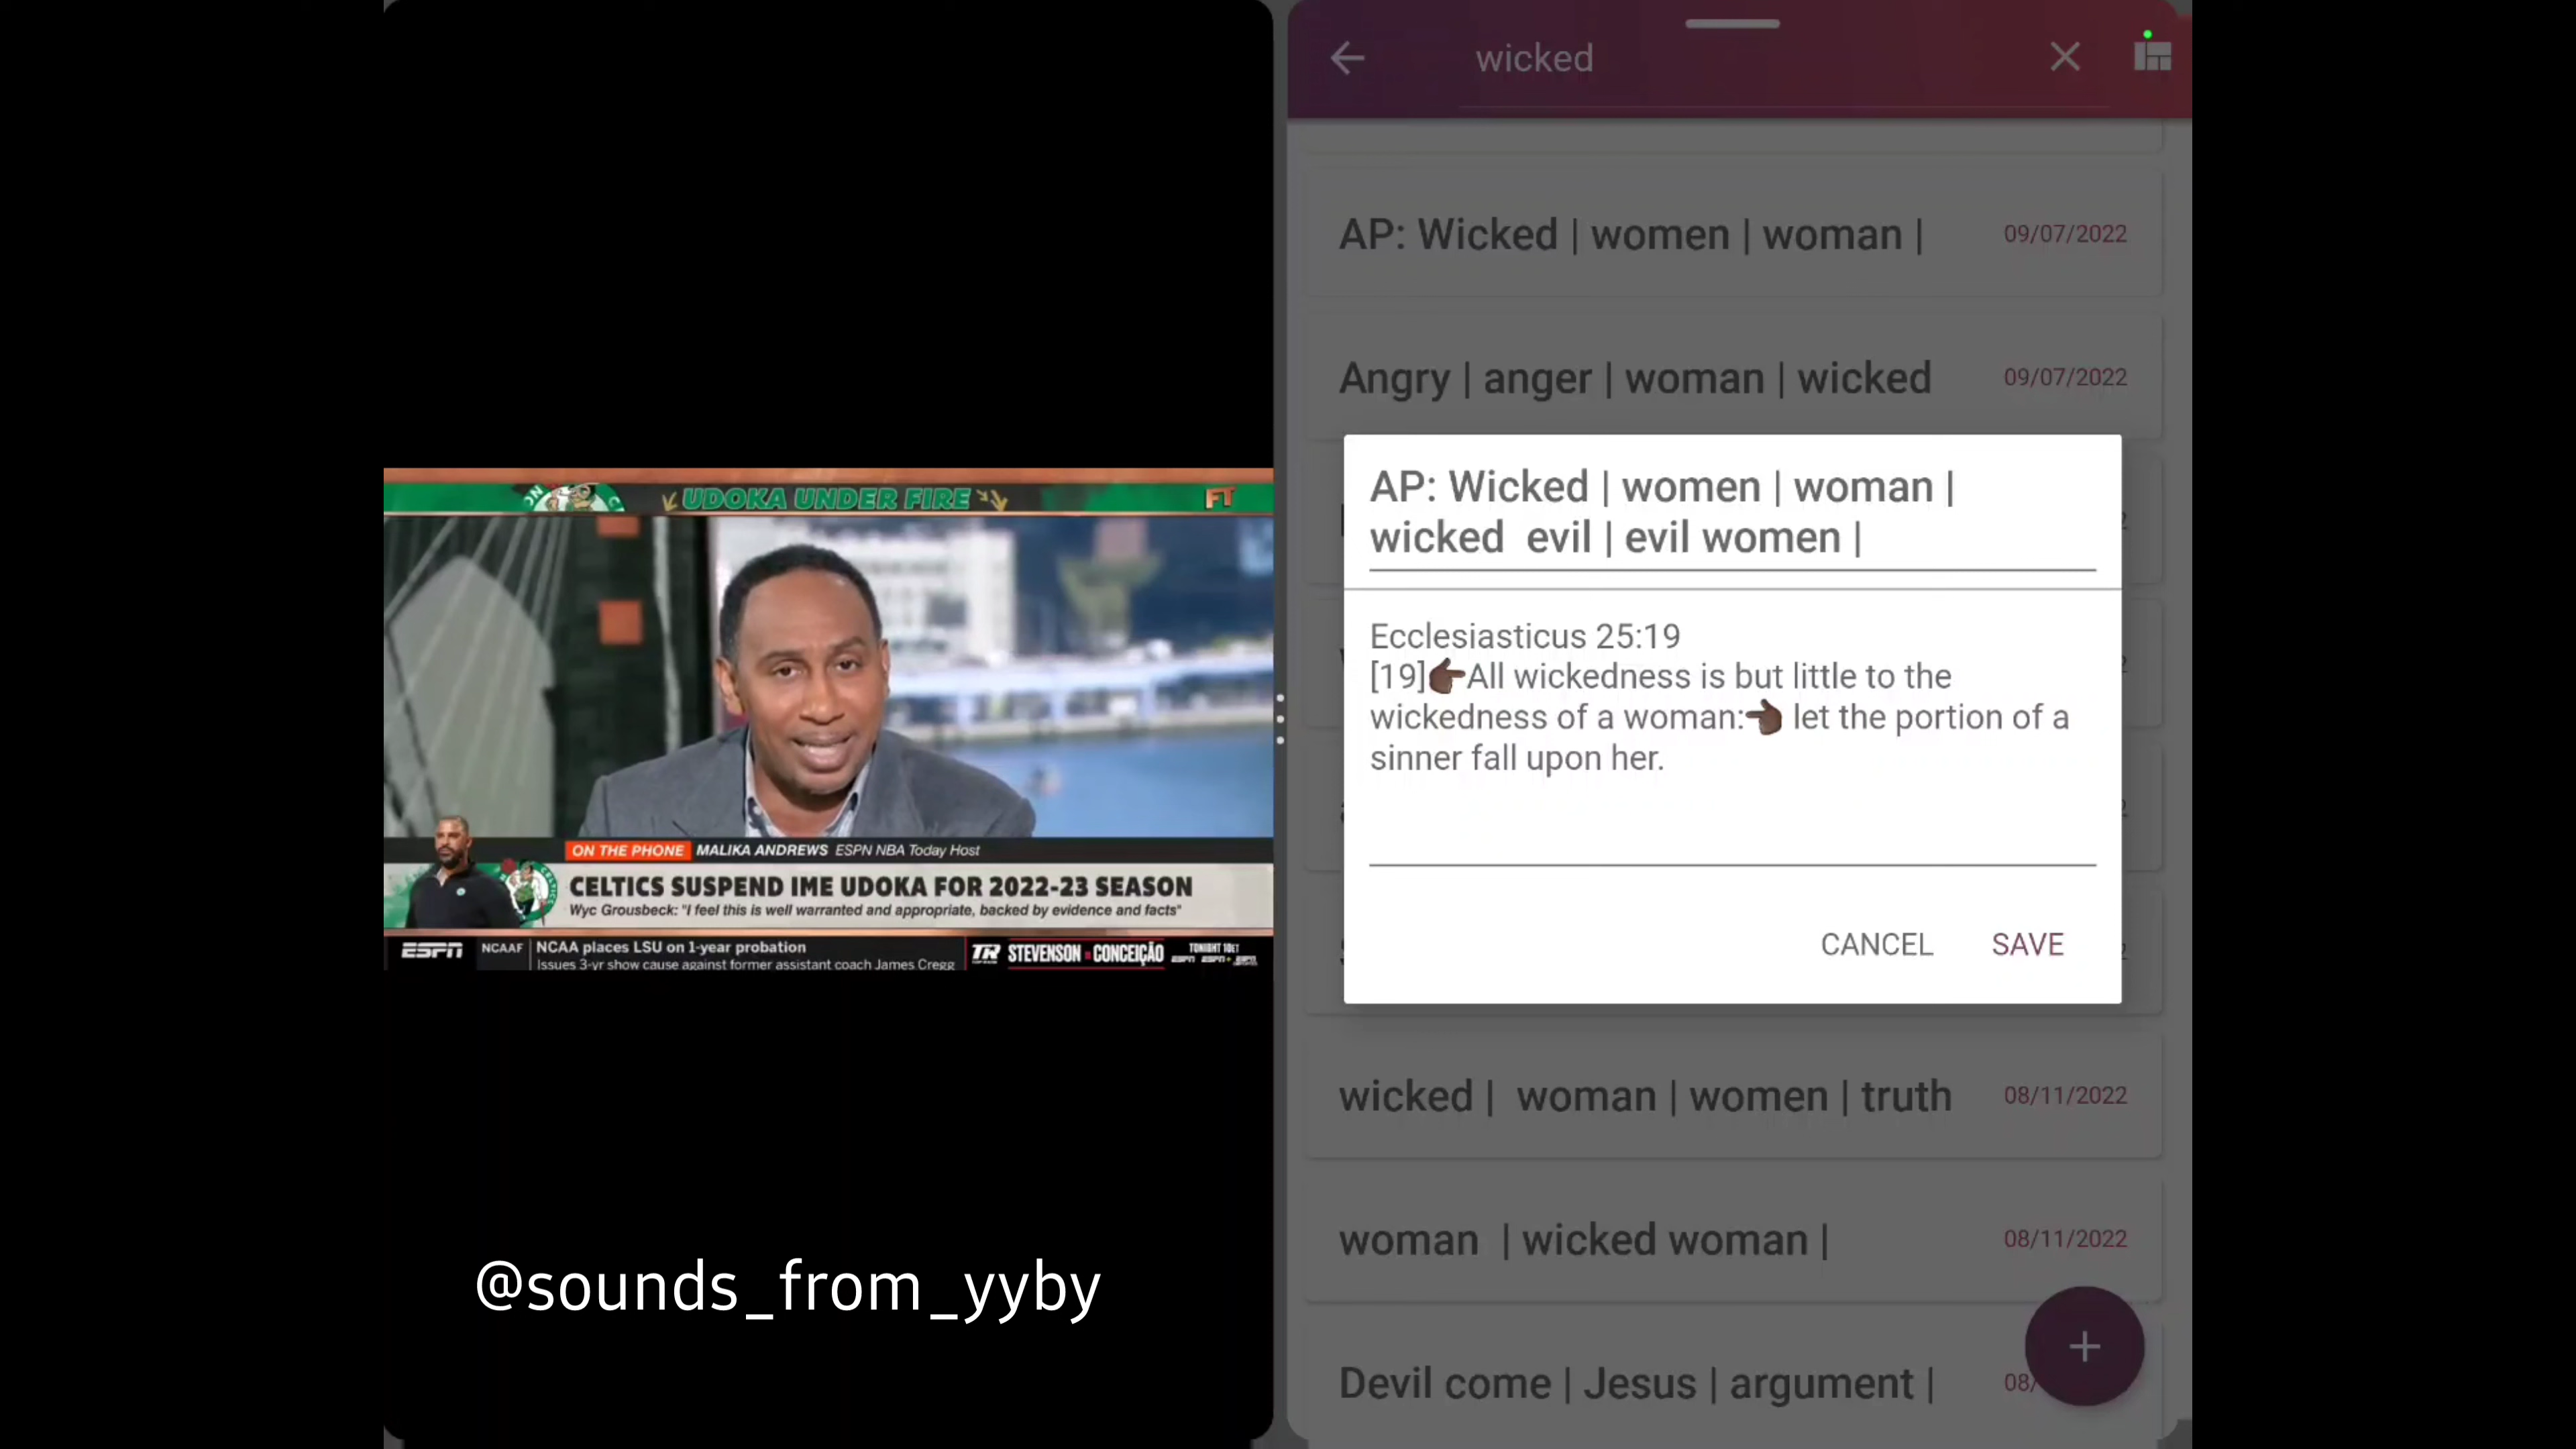 UDOKA UNDER FIRE
FT
ON THE PHONE MALIKA ANDREWS ESPN NBA Today Host
CELTICS SUSPEND IME UDOKA FOR 2022-23 SEASON
Wyc Grousbeck: "I feel this is well warranted and appropriate, backed by evidence and facts"
ESPN NCAAF NCAA places LSU on 1-year probation
Issues 3-yr show cause against former assistant coach James Cregg
TR STEVENSON CONCEIÇÃO TONIGHT 10ET
ESPN ESPN+
@sounds_from_yyby
wicked
AP: Wicked | women | woman | 09/07/2022
Angry | anger | woman | wicked 09/07/2022
AP: Wicked | women | woman |
wicked evil | evil women |
Ecclesiasticus 25:19
[19]👉🏿All wickedness is but little to the
wickedness of a woman:👈🏿 let the portion of a
sinner fall upon her.
CANCEL SAVE
wicked | woman | women | truth 08/11/2022
woman | wicked woman | 08/11/2022
Devil come | Jesus | argument | 08/